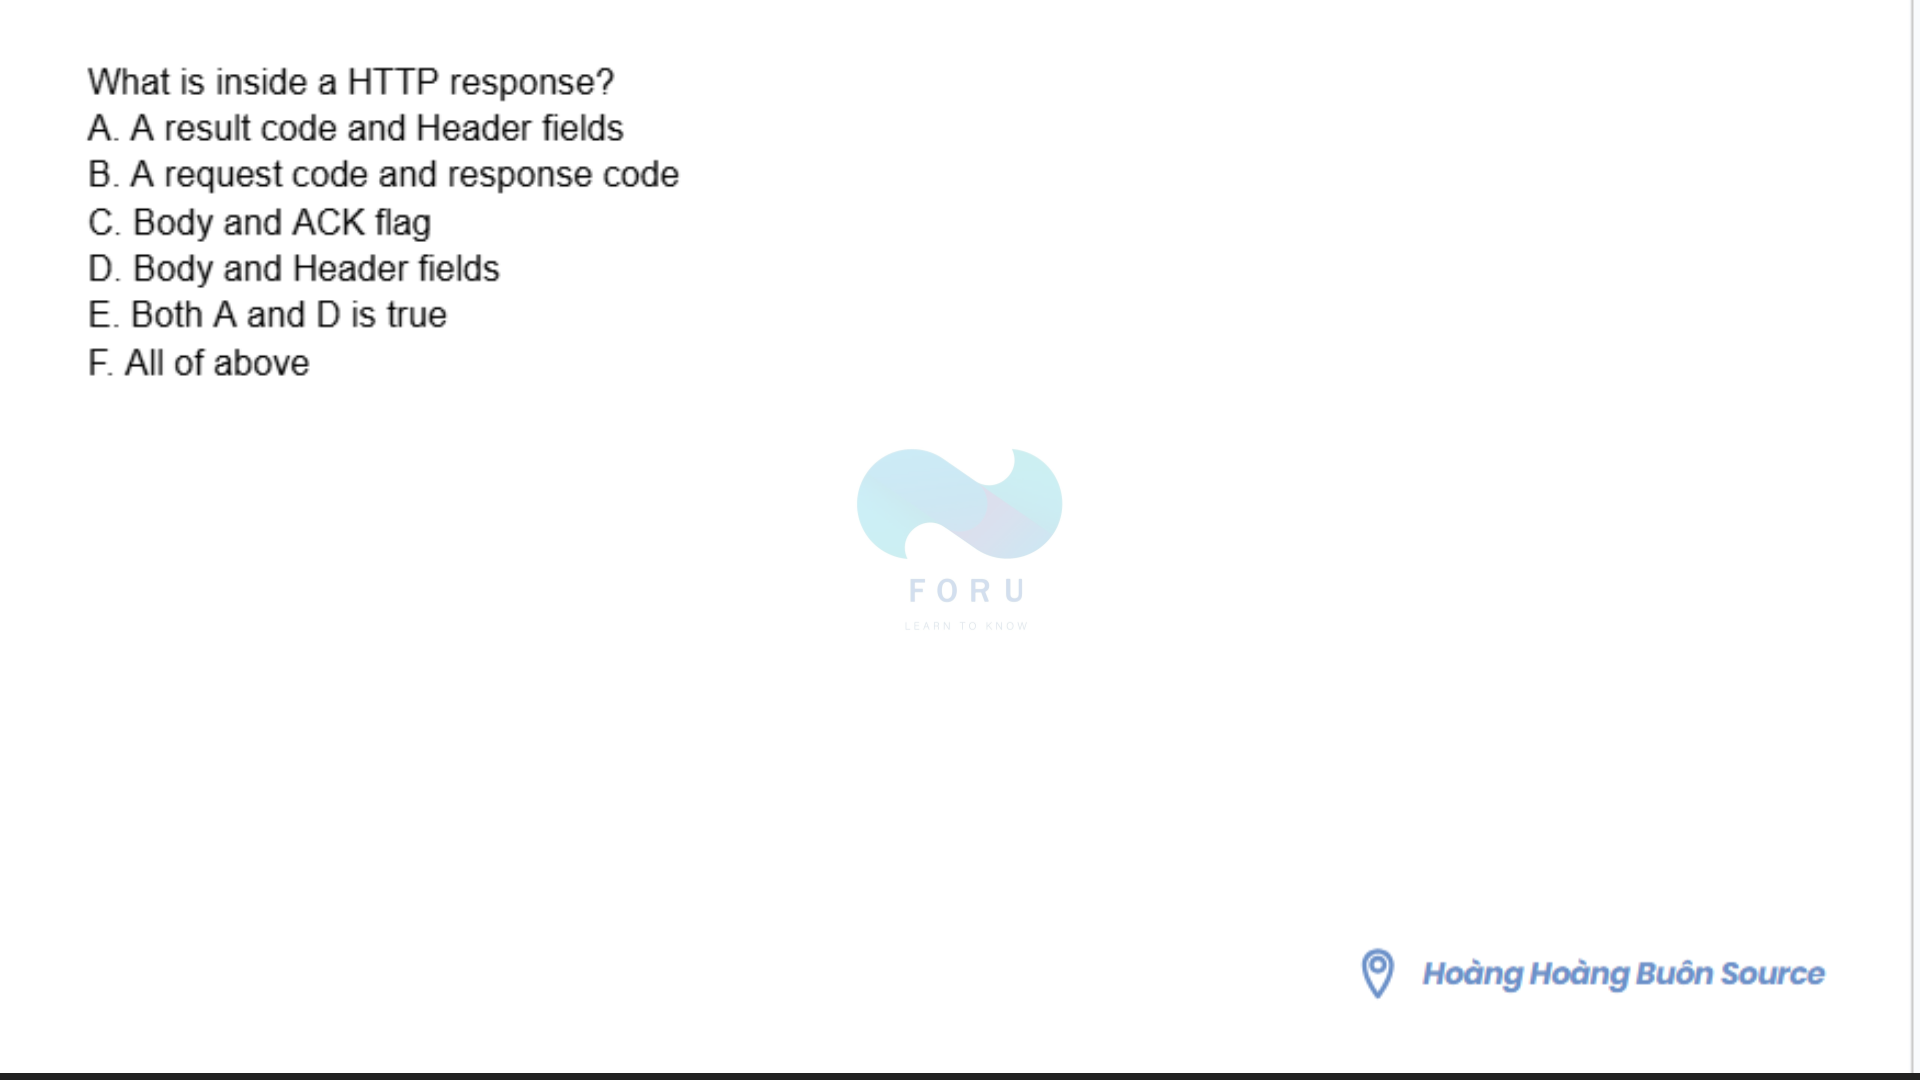 What is inside a HTTP response?
A. A result code and Header fields
B. A request code and response code
C. Body and ACK flag
D. Body and Header fields
E. Both A and D is true
F. All of above
FORU
LEARN TO KNOW
Hoàng Hoàng Buôn Source